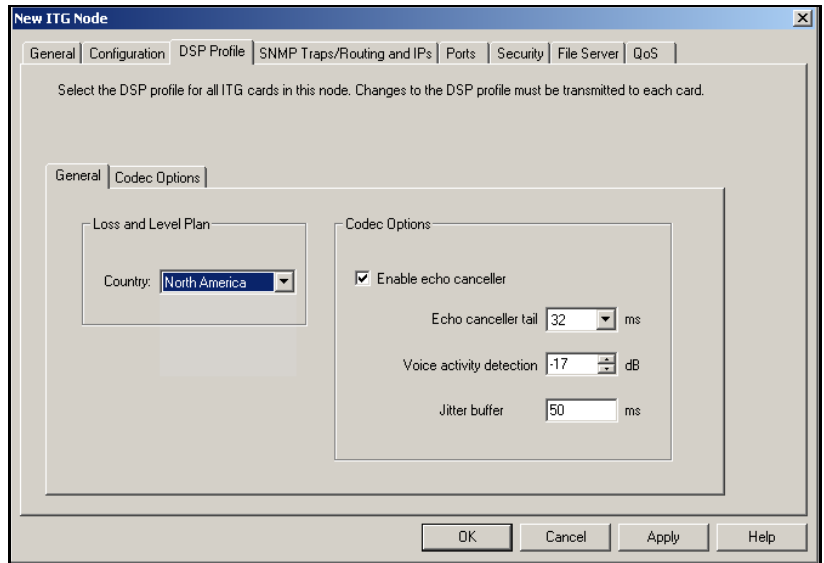 New ITG Node
General Configuration DSP Profile SNMP Traps/Routing and IPs Ports Security File Server QoS
Select the DSP profile for all ITG cards in this node. Changes to the DSP profile must be transmitted to each card.
General Codec Options
Loss and Level Plan
Country: North America
Codec Options
Enable echo canceller
Echo canceller tail 32 ms
Voice activity detection -17 dB
Jitter buffer 50 ms
OK Cancel Apply Help